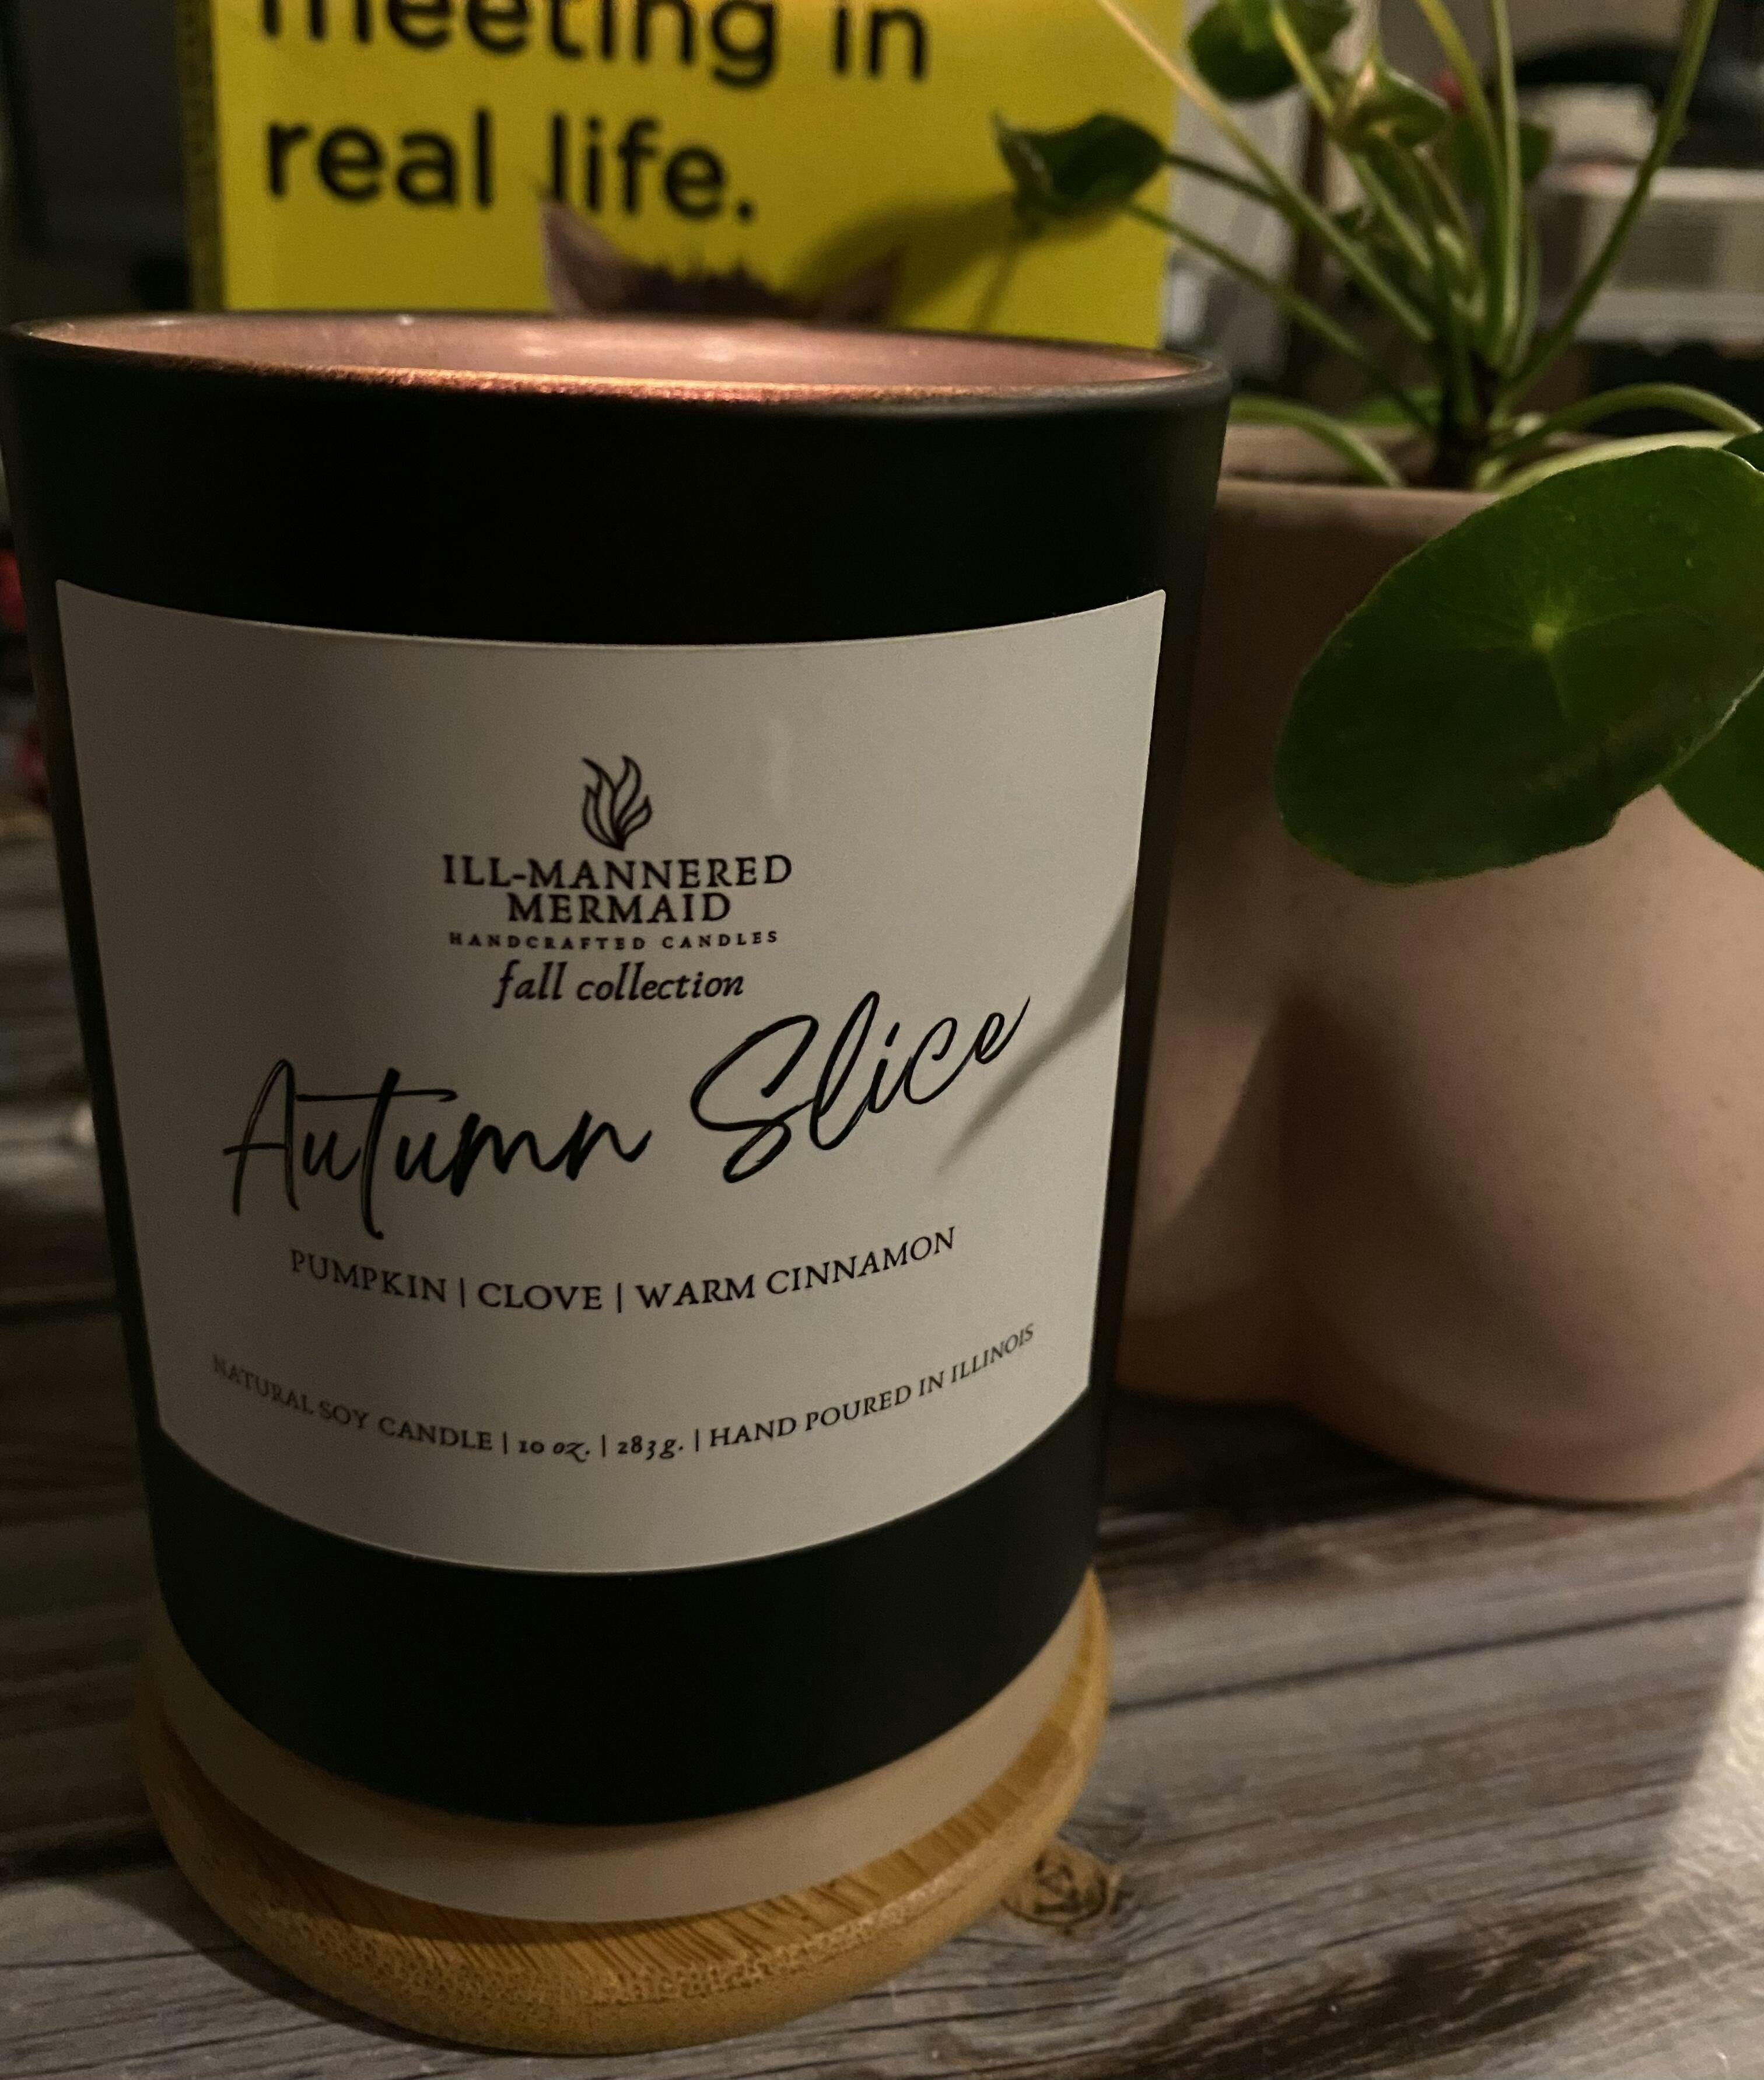 meeting in
real life.
ILL-MANNERED
MERMAID
HANDCRAFTED CANDLES
fall collection
Autumn Slice
PUMPKIN | CLOVE | WARM CINNAMON
NATURAL SOY CANDLE | 10 oz. | 283g. | HAND POURED IN ILLINOIS